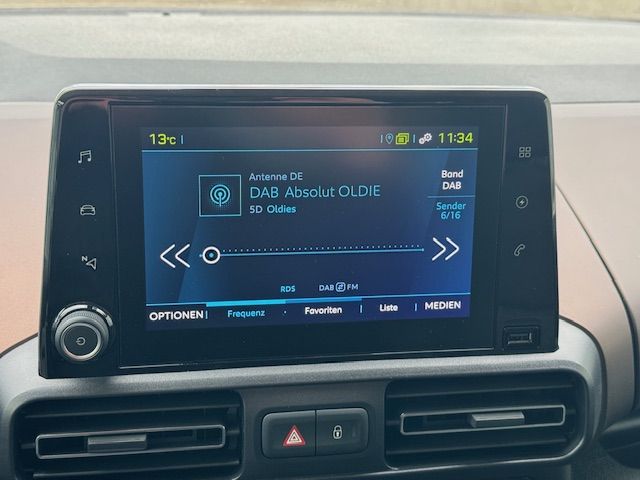 13°C
11:34
Antenne DE
DAB Absolut OLDIE
5D Oldies
Band
DAB
Sender
6/16
RDS DAB FM
OPTIONEN Frequenz Favoriten Liste MEDIEN
N